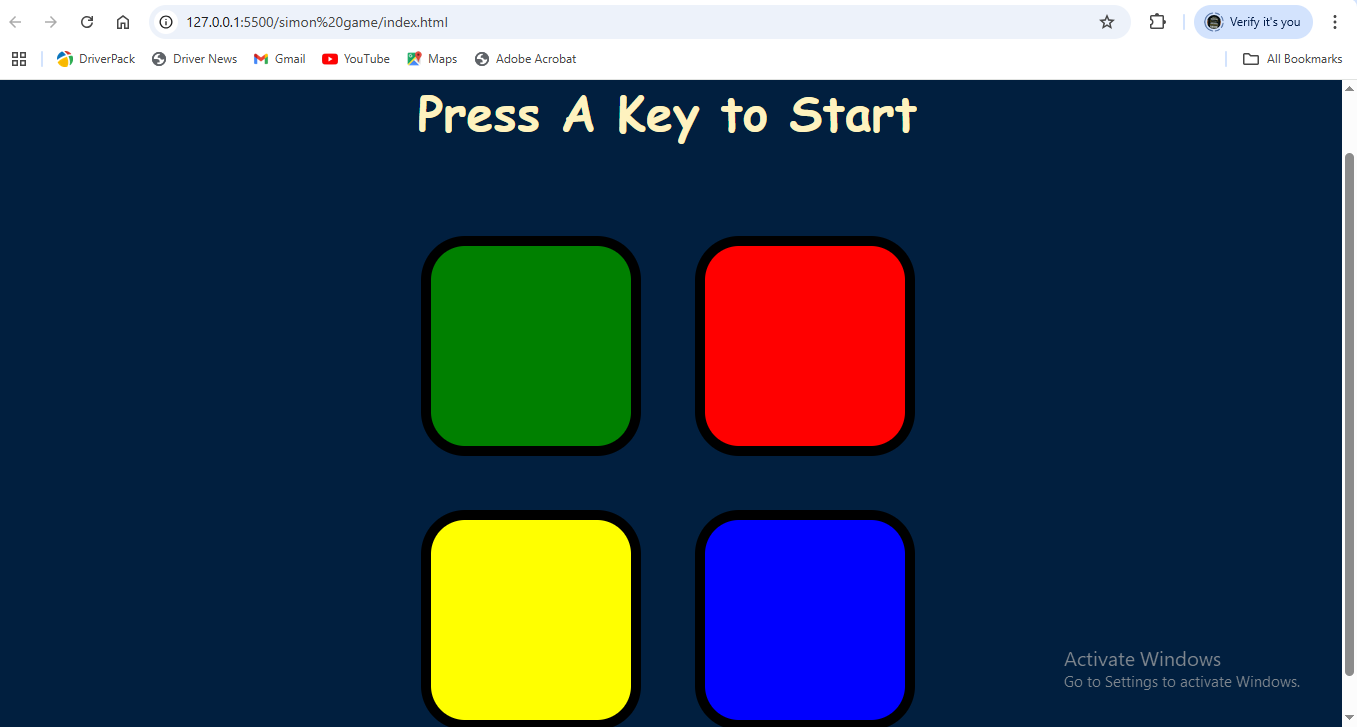 127.0.0.1:5500/simon%20game/index.html
Verify it's you
DriverPack
Driver News
Gmail
YouTube
Maps
Adobe Acrobat
All Bookmarks
Press A Key to Start
Activate Windows
Go to Settings to activate Windows.